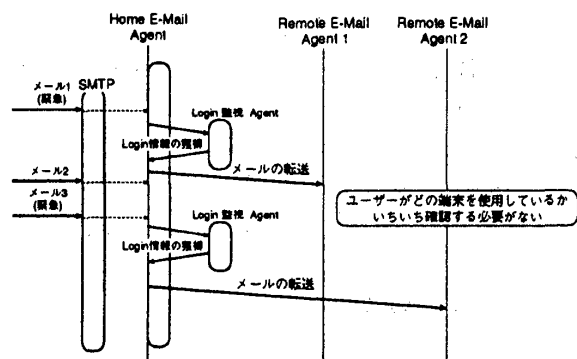 Home E-Mail
Agent
Remote E-Mail
Agent 1
Remote E-Mail
Agent 2
メール1
(緊急)
SMTP
Login 監視 Agent
Login情報の獲得
メールの転送
メール2
メール3
(緊急)
ユーザーがどの端末を使用しているか
いちいち確認する必要がない
Login 監視 Agent
Login情報の獲得
メールの転送